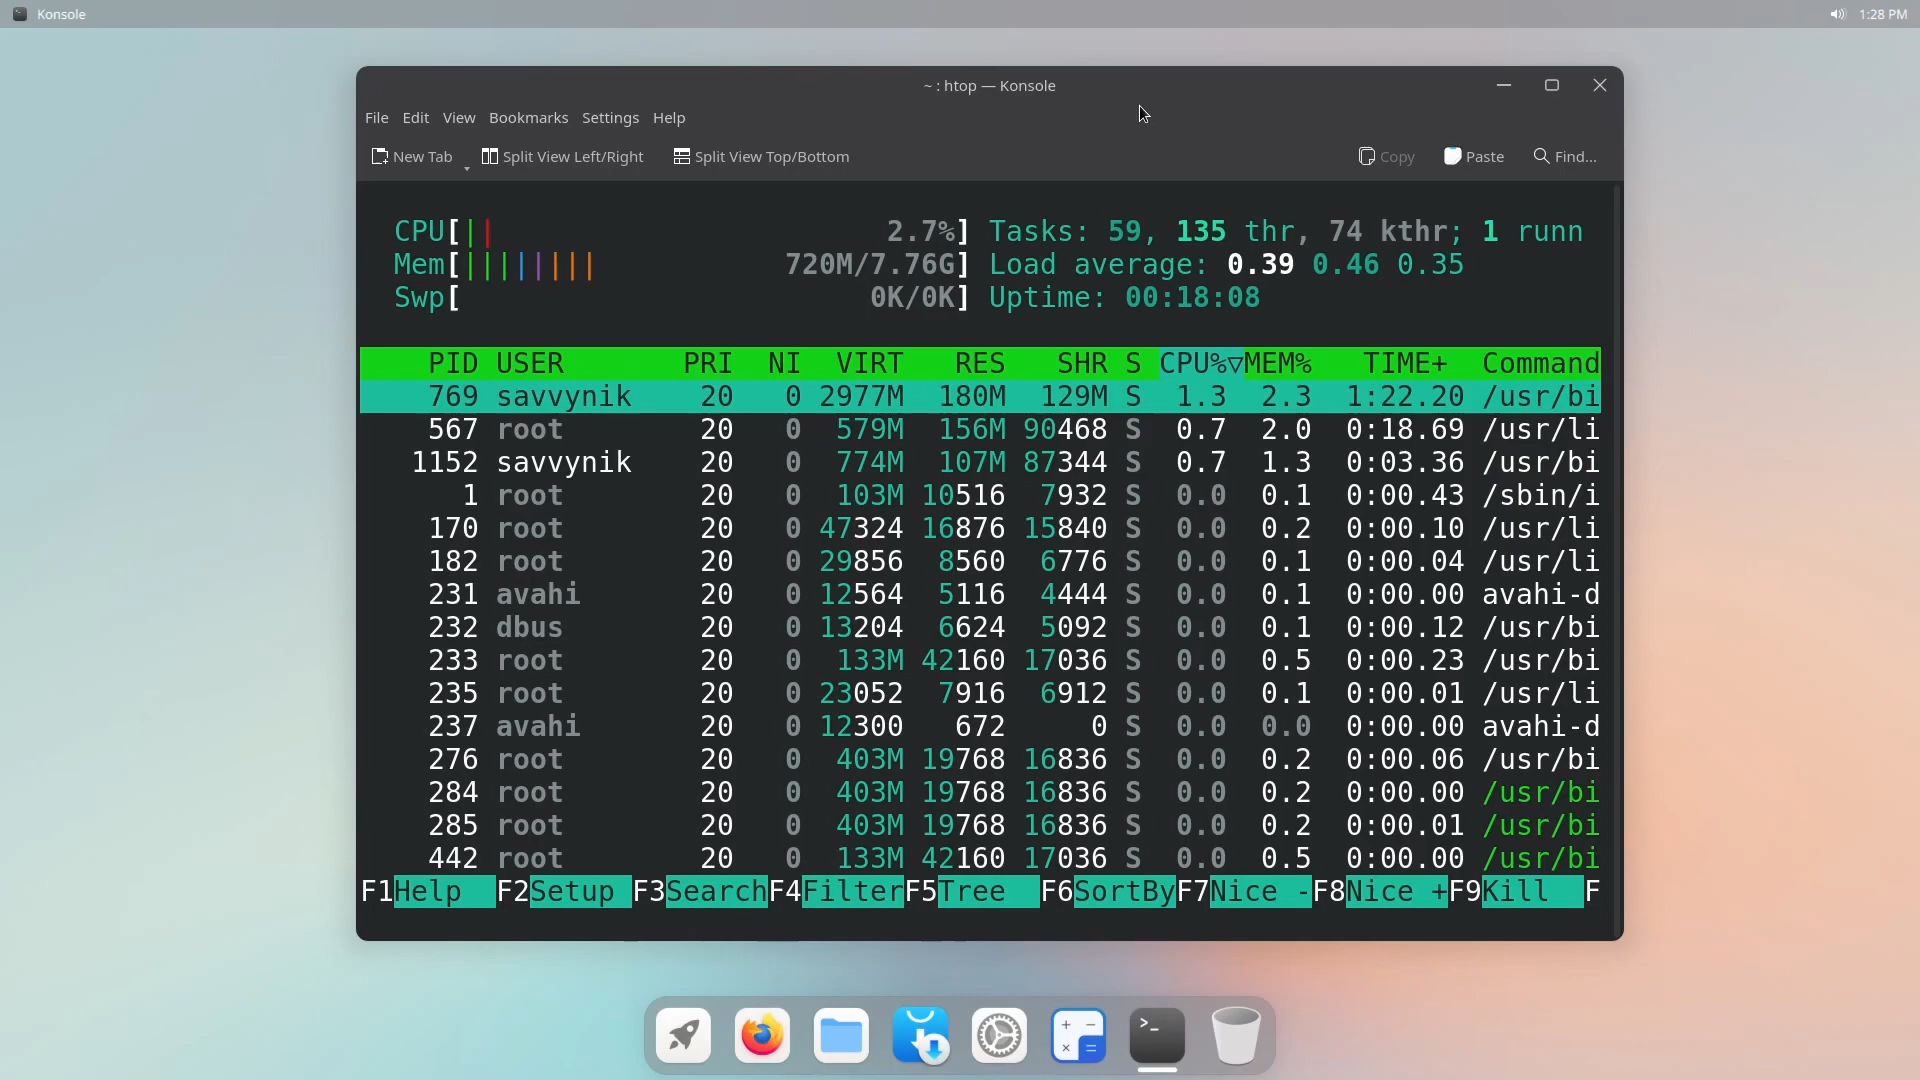 Konsole 1:28 PM
~ : htop — Konsole
File Edit View Bookmarks Settings Help
New Tab Split View Left/Right Split View Top/Bottom Copy Paste Find...
CPU[|| 2.7%] Tasks: 59, 135 thr, 74 kthr; 1 runn
Mem[|||||||| 720M/7.76G] Load average: 0.39 0.46 0.35
Swp[ 0K/0K] Uptime: 00:18:08
PID USER PRI NI VIRT RES SHR S CPU%▽MEM% TIME+ Command
769 savvynik 20 0 2977M 180M 129M S 1.3 2.3 1:22.20 /usr/bi
567 root 20 0 579M 156M 90468 S 0.7 2.0 0:18.69 /usr/li
1152 savvynik 20 0 774M 107M 87344 S 0.7 1.3 0:03.36 /usr/bi
1 root 20 0 103M 10516 7932 S 0.0 0.1 0:00.43 /sbin/i
170 root 20 0 47324 16876 15840 S 0.0 0.2 0:00.10 /usr/li
182 root 20 0 29856 8560 6776 S 0.0 0.1 0:00.04 /usr/li
231 avahi 20 0 12564 5116 4444 S 0.0 0.1 0:00.00 avahi-d
232 dbus 20 0 13204 6624 5092 S 0.0 0.1 0:00.12 /usr/bi
233 root 20 0 133M 42160 17036 S 0.0 0.5 0:00.23 /usr/bi
235 root 20 0 23052 7916 6912 S 0.0 0.1 0:00.01 /usr/li
237 avahi 20 0 12300 672 0 S 0.0 0.0 0:00.00 avahi-d
276 root 20 0 403M 19768 16836 S 0.0 0.2 0:00.06 /usr/bi
284 root 20 0 403M 19768 16836 S 0.0 0.2 0:00.00 /usr/bi
285 root 20 0 403M 19768 16836 S 0.0 0.2 0:00.01 /usr/bi
442 root 20 0 133M 42160 17036 S 0.0 0.5 0:00.00 /usr/bi
F1Help F2Setup F3SearchF4FilterF5Tree F6SortByF7Nice -F8Nice +F9Kill F